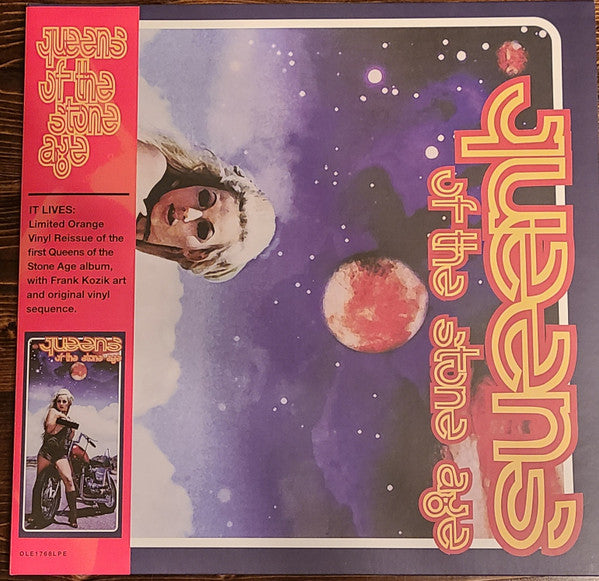 queens
of the
stone
age
IT LIVES:
Limited Orange
Vinyl Reissue of the
first Queens of the
Stone Age album,
with Frank Kozik art
and original vinyl
sequence.
queens
of the stone age
OLE1768LPE
queens
of the stone age